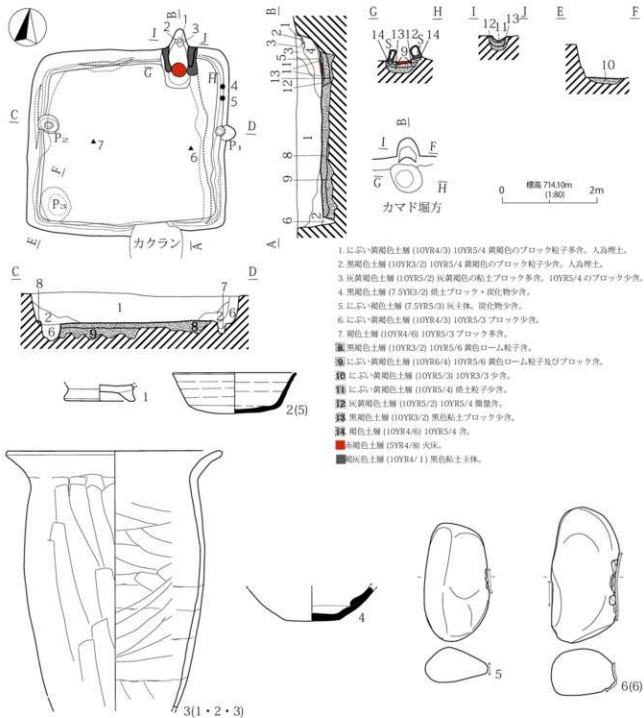 B
2 1 3
I J
G H
4
5
C D
P2 P1
7 6
F
P3
E カクラン A
B
1
2
3
3 4
5
11
13
12
1
8
9
6 2
A
G H
14 13 12 14
S 9 S
I J
12 11 13
E F
10
B
I F
G H
カマド堀方
標高 714.10m
(1:80)
0 2m
1. にぶい黄褐色土層 (10YR4/3) 10YR5/4 黄褐色のブロック粒子多含。人為埋土。
2. 黒褐色土層 (10YR3/2) 10YR5/4 黄褐色のブロック粒子少含。人為埋土。
3. 灰黄褐色土層 (10YR5/2) 灰黄褐色の粘土ブロック多含。10YR5/4 のブロック少含。
4. 黒褐色土層 (7.5YR3/2) 焼土ブロック・炭化物少含。
5. にぶい褐色土層 (7.5YR5/3) 灰主体。炭化物少含。
6. にぶい黄褐色土層 (10YR4/3) 10YR5/3 ブロック少含。
7. 褐色土層 (10YR4/6) 10YR5/3 ブロック多含。
8. 黒褐色土層 (10YR3/2) 10YR5/6 黄色ローム粒子含。
9. にぶい黄褐色土層 (10YR6/4) 10YR5/6 黄色ローム粒子及びブロック含。
10. にぶい黄褐色土層 (10YR5/3) 10YR3/3 少含。
11. にぶい黄褐色土層 (10YR5/4) 焼土粒子少含。
12. 灰黄褐色土層 (10YR5/2) 10YR5/4 微量含。
13. 黒褐色土層 (10YR3/2) 黒色粘土ブロック少含。
14. 褐色土層 (10YR4/6) 10YR5/4 含。
赤褐色土層 (5YR4/8) 火床。
褐灰色土層 (10YR4/1) 黒色粘土主体。
C D
8 7
2 1 2 6
6 9 8
1
2(5)
3(1・2・3)
4
5
6(6)